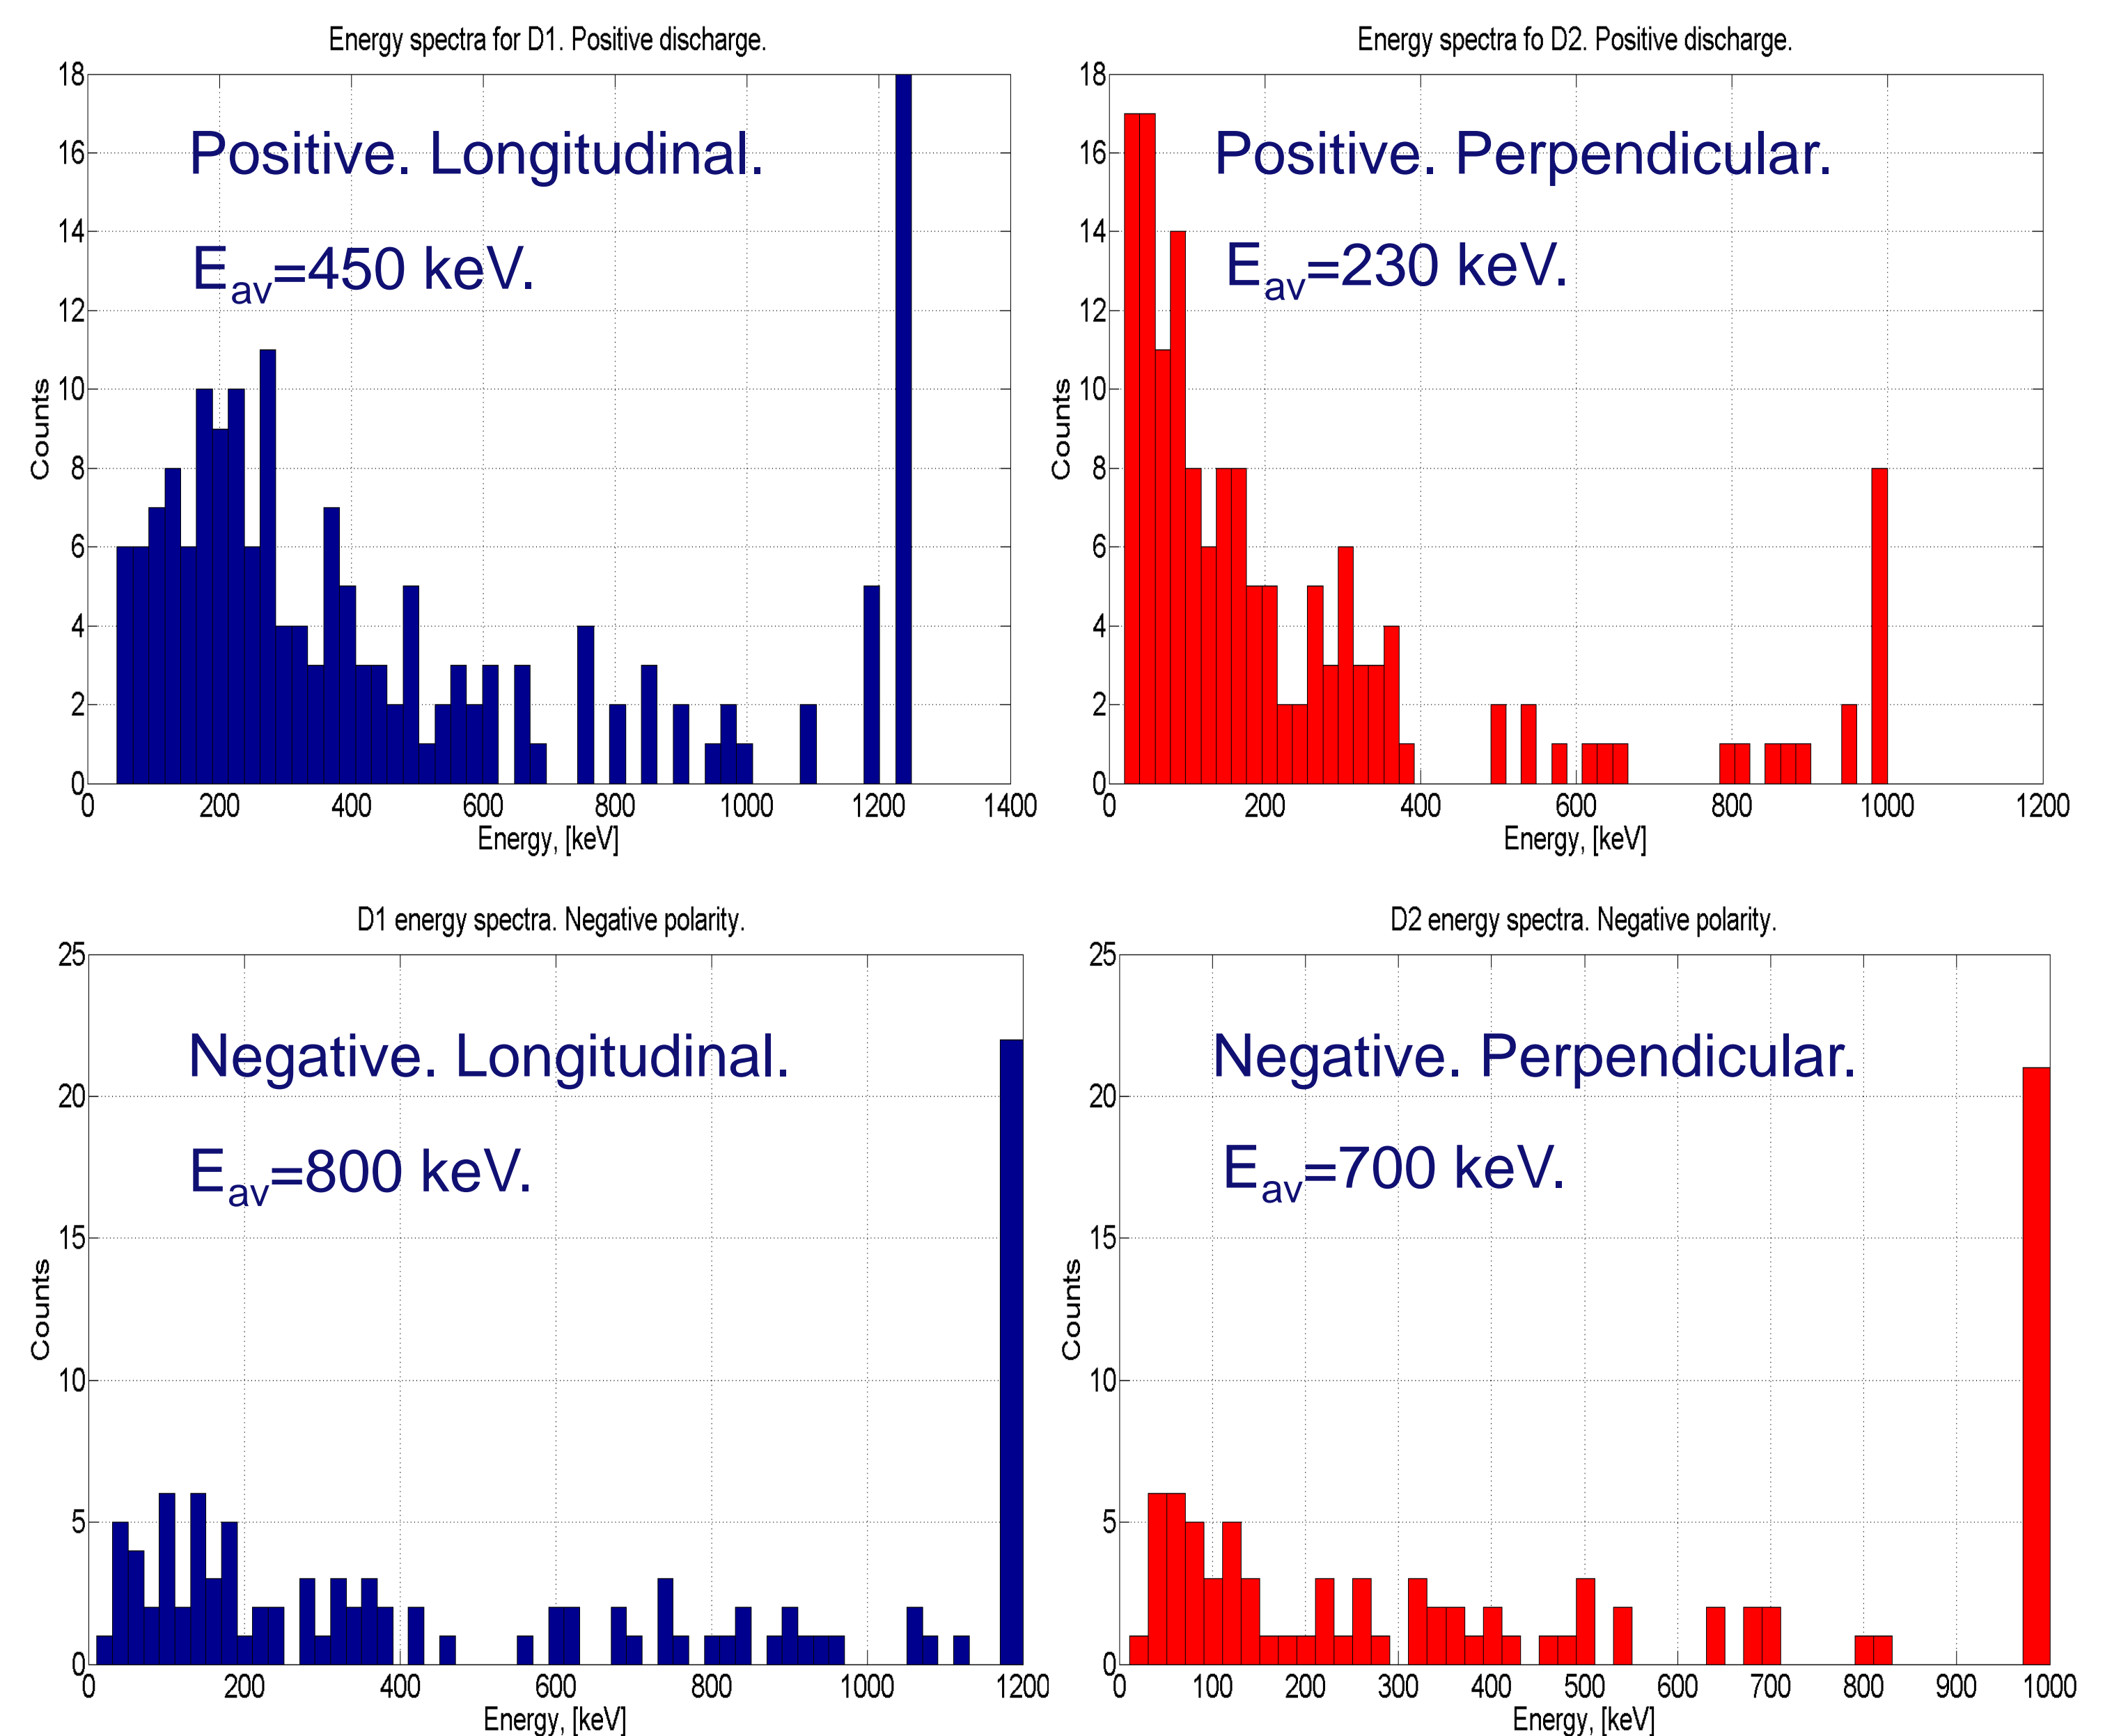 Energy spectra for D1. Positive discharge.
Positive. Longitudinal.
Eav=450 keV.
Counts
18
16
14
12
10
8
6
4
2
0
0 200 400 600 800 1000 1200 1400
Energy, [keV]
Energy spectra fo D2. Positive discharge.
Positive. Perpendicular.
Eav=230 keV.
Counts
18
16
14
12
10
8
6
4
2
0
0 200 400 600 800 1000 1200
Energy, [keV]
D1 energy spectra. Negative polarity.
Negative. Longitudinal.
Eav=800 keV.
Counts
25
20
15
10
5
0
0 200 400 600 800 1000 1200
Energy, [keV]
D2 energy spectra. Negative polarity.
Negative. Perpendicular.
Eav=700 keV.
Counts
25
20
15
10
5
0
0 100 200 300 400 500 600 700 800 900 1000
Energy, [keV]